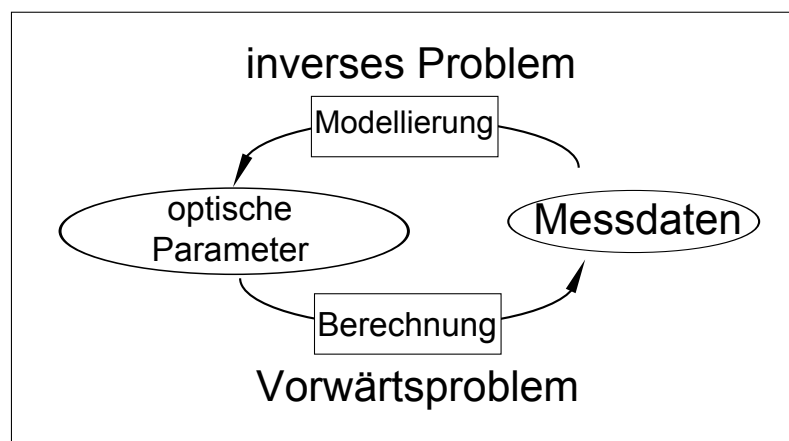 inverses Problem
Modellierung
optische
Parameter
Messdaten
Berechnung
Vorwärtsproblem